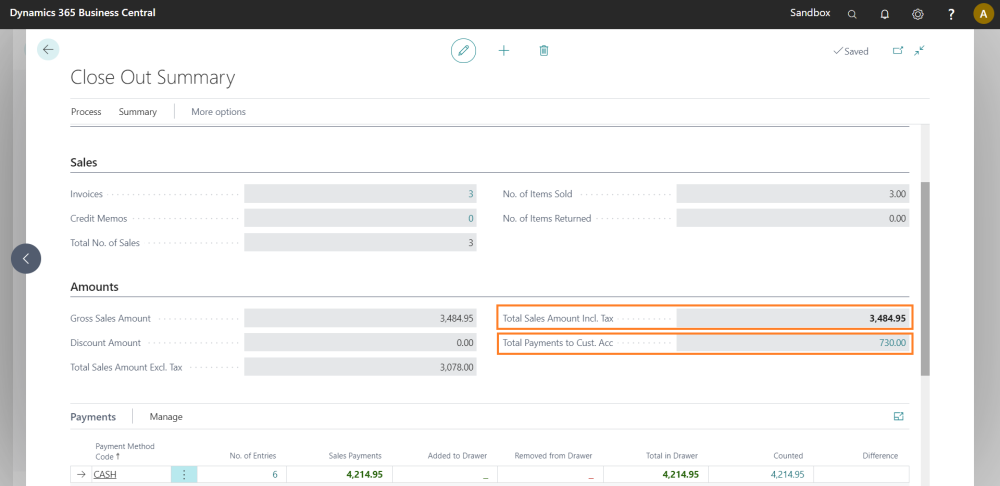 Dynamics 365 Business Central
Sandbox
?
A
Saved
Close Out Summary
Process Summary More options
Sales
Invoices 3
No. of Items Sold 3.00
Credit Memos 0
No. of Items Returned 0.00
Total No. of Sales 3
Amounts
Gross Sales Amount 3,484.95
Total Sales Amount Incl. Tax 3,484.95
Discount Amount 0.00
Total Payments to Cust. Acc 730.00
Total Sales Amount Excl. Tax 3,078.00
Payments Manage
Payment Method
Code ↑ No. of Entries Sales Payments Added to Drawer Removed from Drawer Total in Drawer Counted Difference
→ CASH 6 4,214.95 _ _ 4,214.95 4,214.95